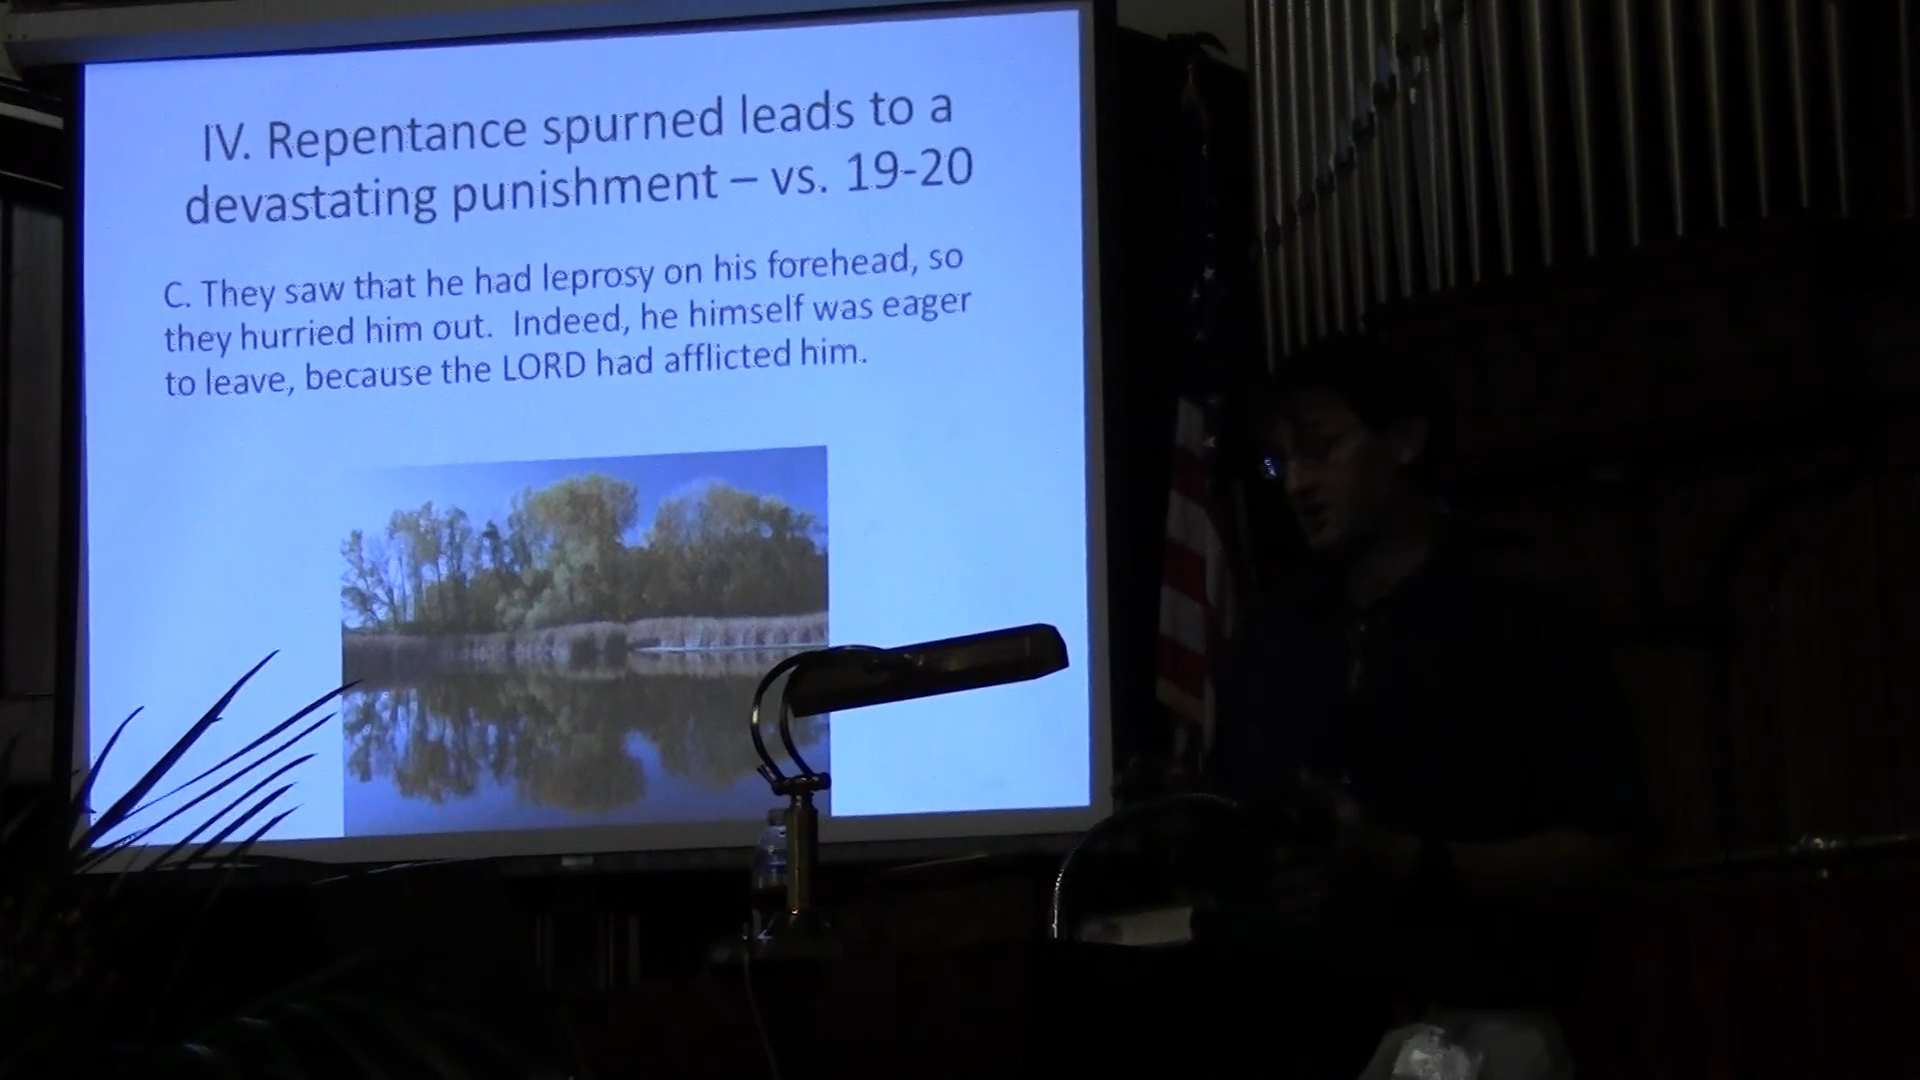 IV. Repentance spurned leads to a
devastating punishment – vs. 19-20
C. They saw that he had leprosy on his forehead, so
they hurried him out.  Indeed, he himself was eager
to leave, because the LORD had afflicted him.